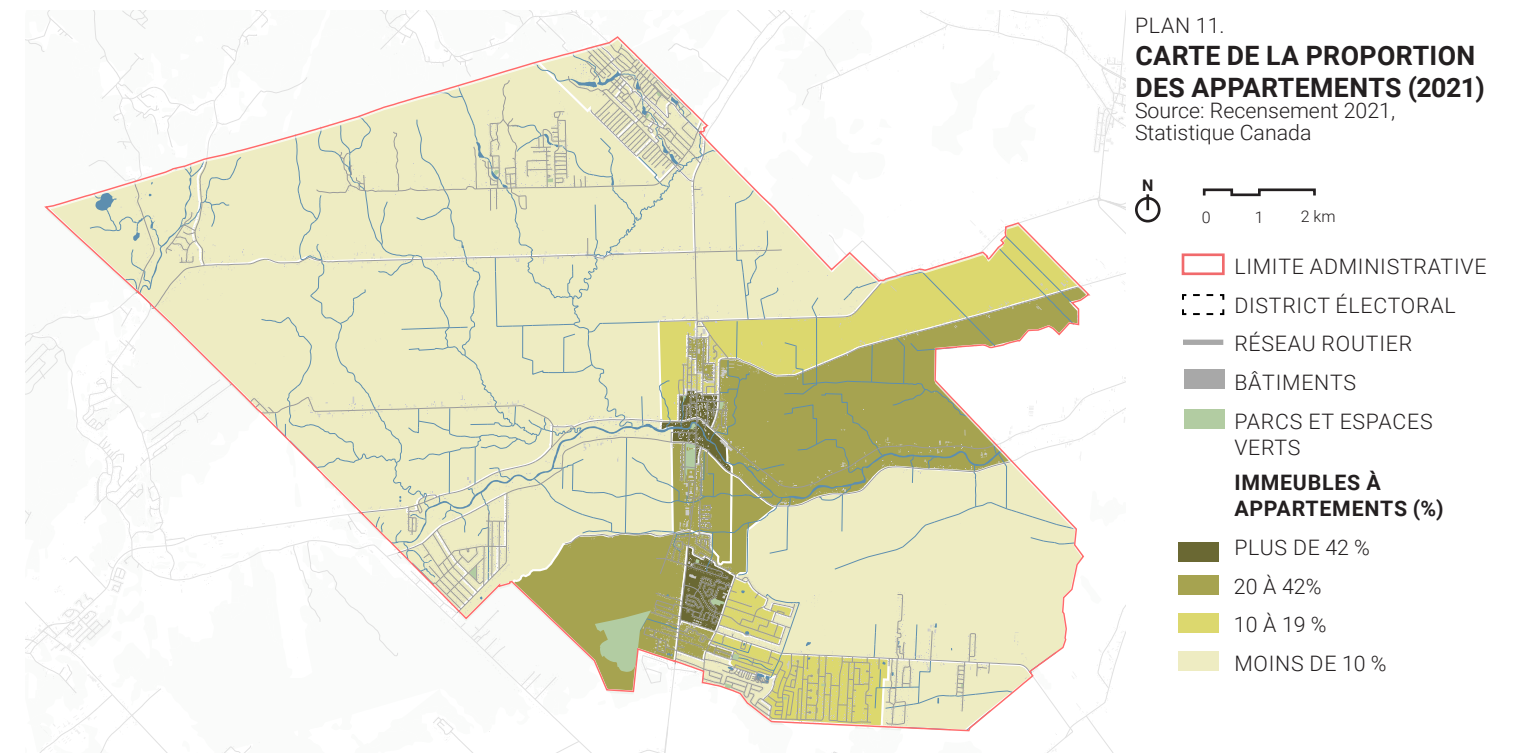 PLAN 11.
CARTE DE LA PROPORTION
DES APPARTEMENTS (2021)
Source: Recensement 2021,
Statistique Canada
N
0 1 2 km
LIMITE ADMINISTRATIVE
DISTRICT ÉLECTORAL
RÉSEAU ROUTIER
BÂTIMENTS
PARCS ET ESPACES
VERTS
IMMEUBLES À
APPARTEMENTS (%)
PLUS DE 42 %
20 À 42%
10 À 19 %
MOINS DE 10 %